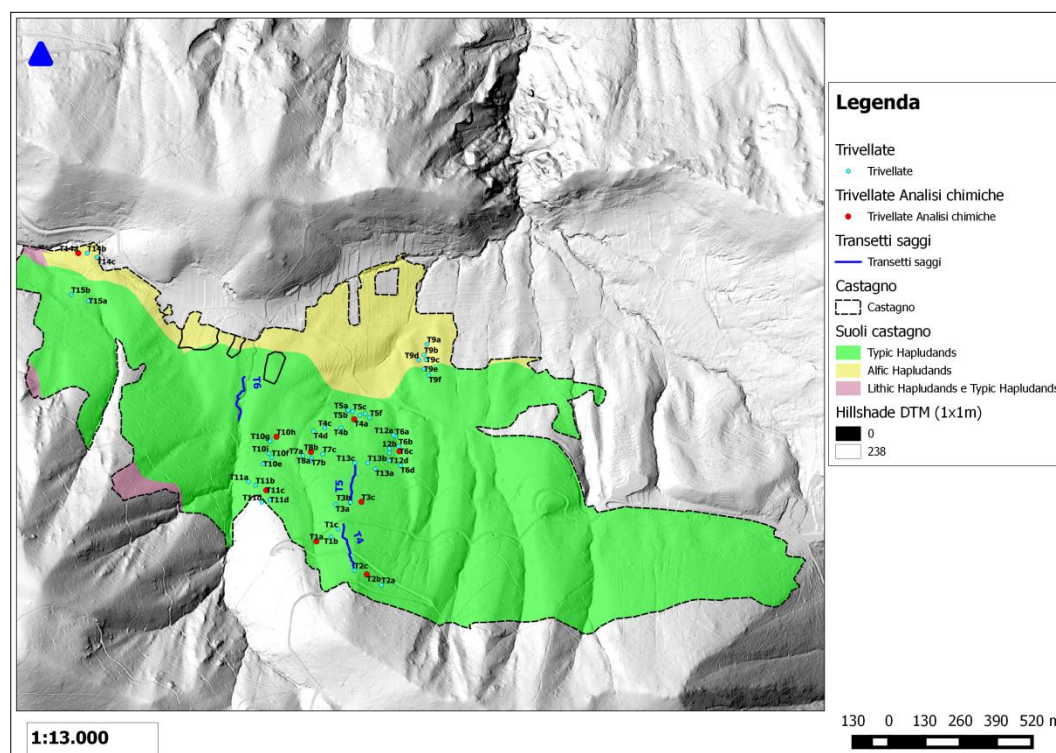 Legenda
Trivellate
Trivellate
Trivellate Analisi chimiche
Trivellate Analisi chimiche
Transetti saggi
Transetti saggi
Castagno
Castagno
Suoli castagno
Typic Hapludands
Alfic Hapludands
Lithic Hapludands e Typic Hapludands
Hillshade DTM (1x1m)
0
238
T14a
T14b
T14c
T15b
T15a
T9a
T9b
T9d
T9c
T9e
T9f
T6
T5a
T5c
T5b
T5f
T4a
T4c
T4d
T4b
T12a
T6a
T10g
T10h
T6b
12b
T6c
T8b
T7a
T7c
T10i
T10f
T8a
T7b
T13c
T13b
T12d
T10e
T13a
T6d
T11a
T11b
T5
T11c
T11d
T3b
T3c
T3a
T1c
T4
T1a
T1b
T2c
T2b
T2a
1:13.000
130 0 130 260 390 520 m